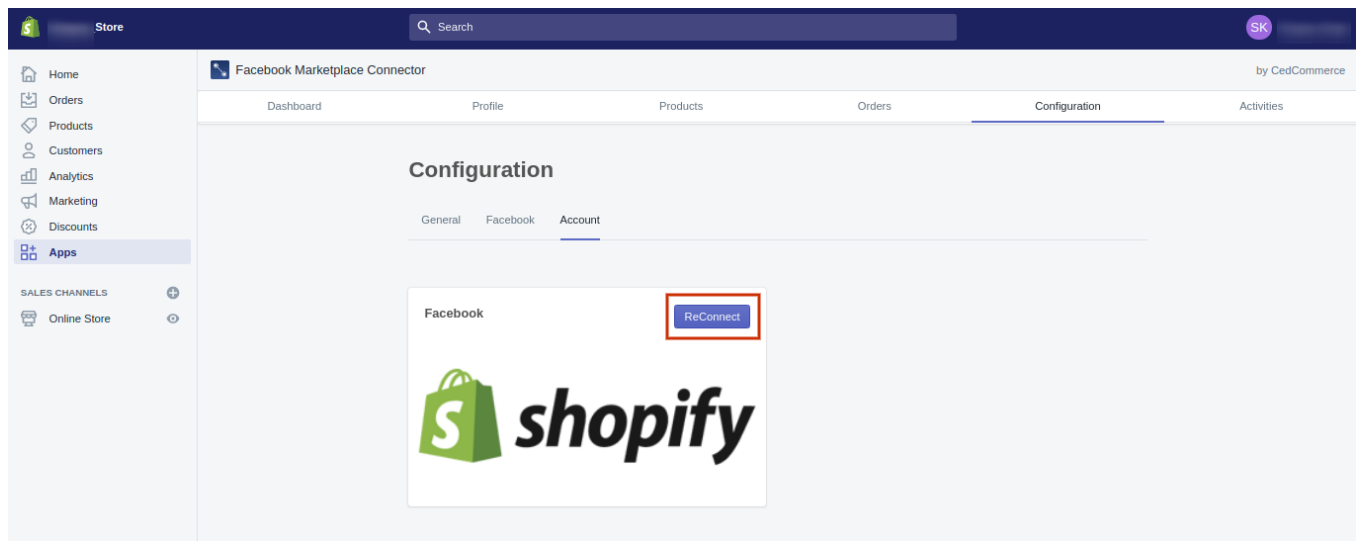 Store
Search
SK
Home
Orders
Products
Customers
Analytics
Marketing
Discounts
Apps
SALES CHANNELS
Online Store
Facebook Marketplace Connector
by CedCommerce
Dashboard Profile Products Orders Configuration Activities
Configuration
General Facebook Account
Facebook
ReConnect
S shopify